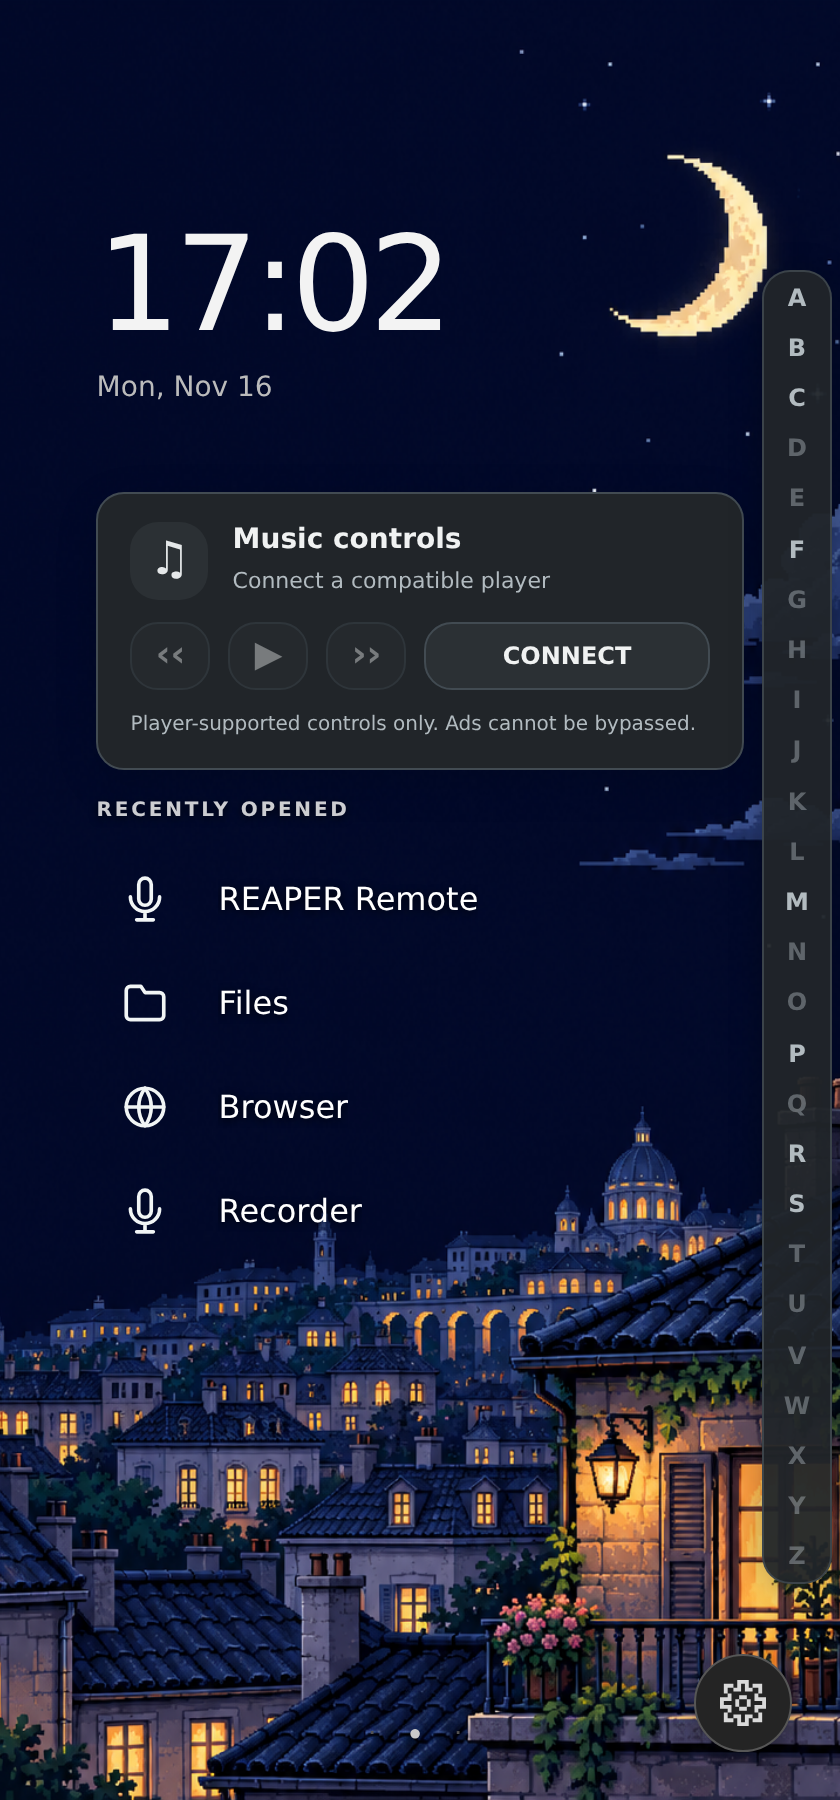 17:02
Mon, Nov 16
Music controls
Connect a compatible player
CONNECT
Player-supported controls only. Ads cannot be bypassed.
RECENTLY OPENED
REAPER Remote
Files
Browser
Recorder
A
B
C
D
E
F
G
H
I
J
K
L
M
N
O
P
Q
R
S
T
U
V
W
X
Y
Z